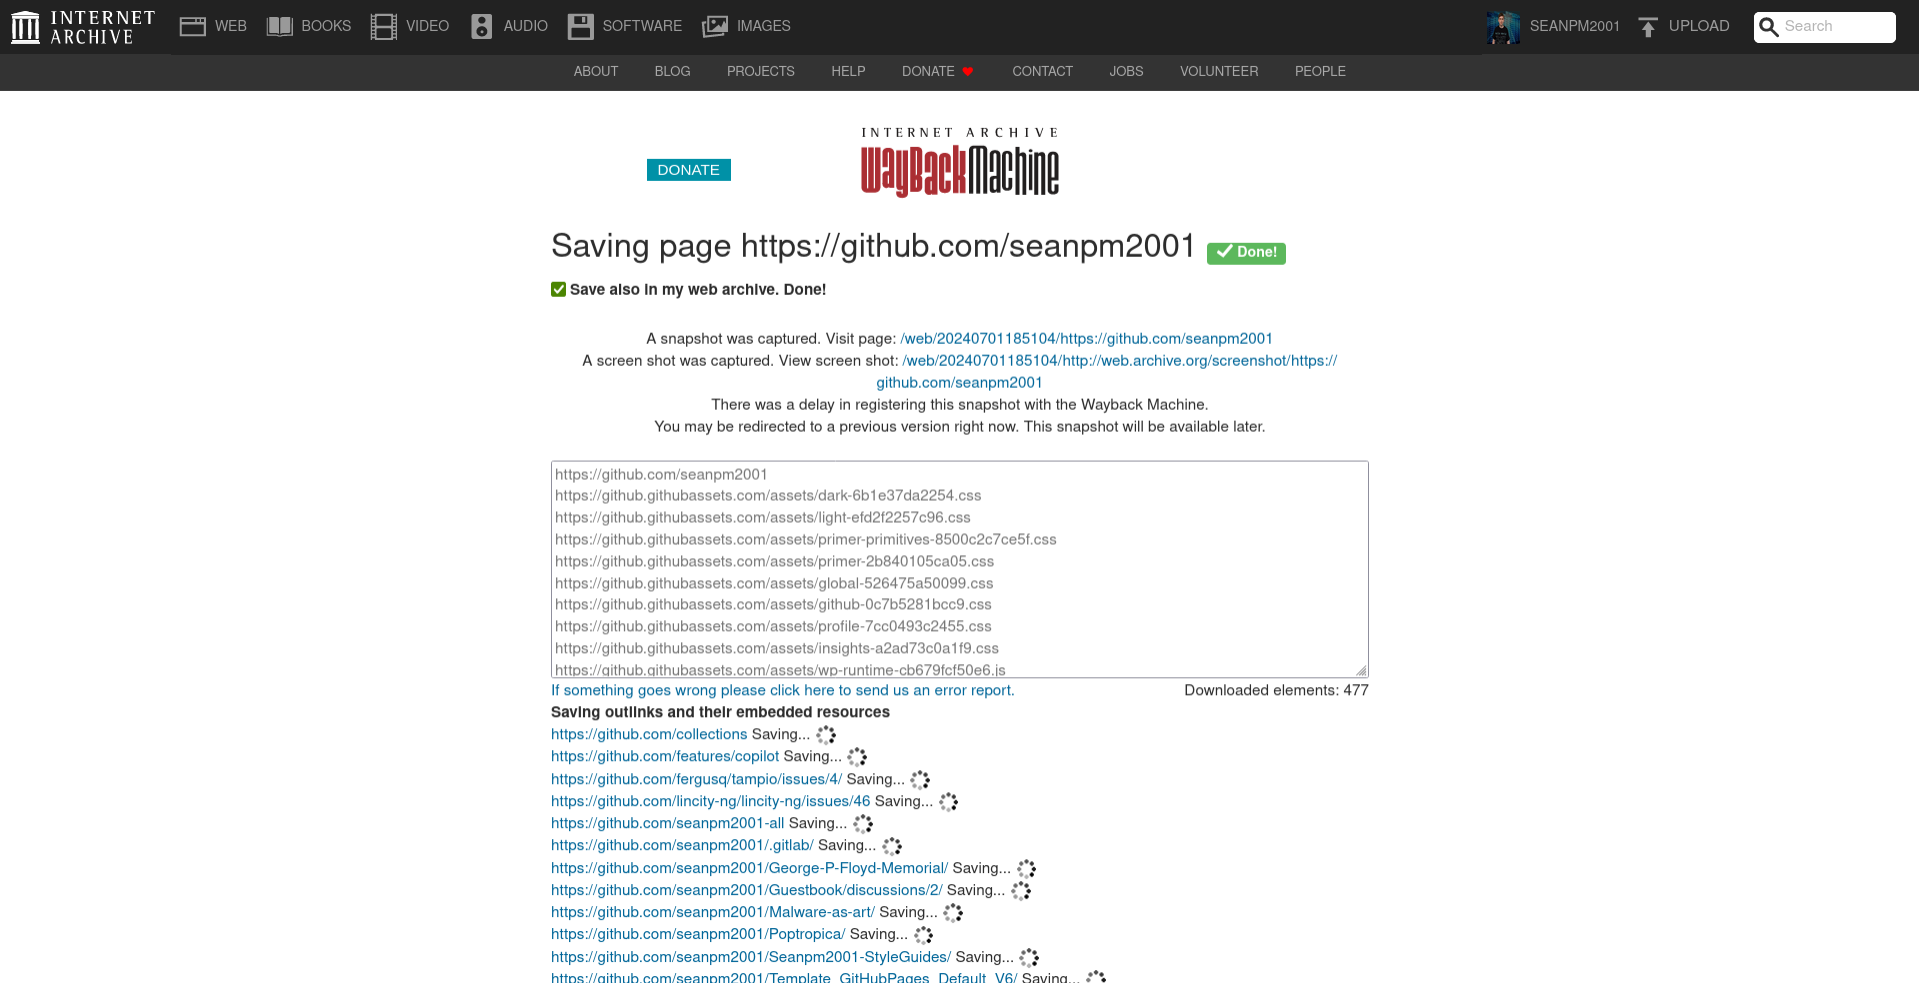 INTERNET ARCHIVE
WEB BOOKS VIDEO AUDIO SOFTWARE IMAGES SEANPM2001 UPLOAD Search
ABOUT BLOG PROJECTS HELP DONATE CONTACT JOBS VOLUNTEER PEOPLE
INTERNET ARCHIVE
WayBackMachine
DONATE
Saving page https://github.com/seanpm2001 Done!
Save also in my web archive. Done!
A snapshot was captured. Visit page: /web/20240701185104/https://github.com/seanpm2001
A screen shot was captured. View screen shot: /web/20240701185104/http://web.archive.org/screenshot/https://
github.com/seanpm2001
There was a delay in registering this snapshot with the Wayback Machine.
You may be redirected to a previous version right now. This snapshot will be available later.
https://github.com/seanpm2001
https://github.githubassets.com/assets/dark-6b1e37da2254.css
https://github.githubassets.com/assets/light-efd2f2257c96.css
https://github.githubassets.com/assets/primer-primitives-8500c2c7ce5f.css
https://github.githubassets.com/assets/primer-2b840105ca05.css
https://github.githubassets.com/assets/global-526475a50099.css
https://github.githubassets.com/assets/github-0c7b5281bcc9.css
https://github.githubassets.com/assets/profile-7cc0493c2455.css
https://github.githubassets.com/assets/insights-a2ad73c0a1f9.css
https://github.githubassets.com/assets/wp-runtime-cb679fcf50e6.js
If something goes wrong please click here to send us an error report. Downloaded elements: 477
Saving outlinks and their embedded resources
https://github.com/collections Saving...
https://github.com/features/copilot Saving...
https://github.com/fergusq/tampio/issues/4/ Saving...
https://github.com/lincity-ng/lincity-ng/issues/46 Saving...
https://github.com/seanpm2001-all Saving...
https://github.com/seanpm2001/.gitlab/ Saving...
https://github.com/seanpm2001/George-P-Floyd-Memorial/ Saving...
https://github.com/seanpm2001/Guestbook/discussions/2/ Saving...
https://github.com/seanpm2001/Malware-as-art/ Saving...
https://github.com/seanpm2001/Poptropica/ Saving...
https://github.com/seanpm2001/Seanpm2001-StyleGuides/ Saving...
https://github.com/seanpm2001/Template_GitHubPages_Default_V6/ Saving...